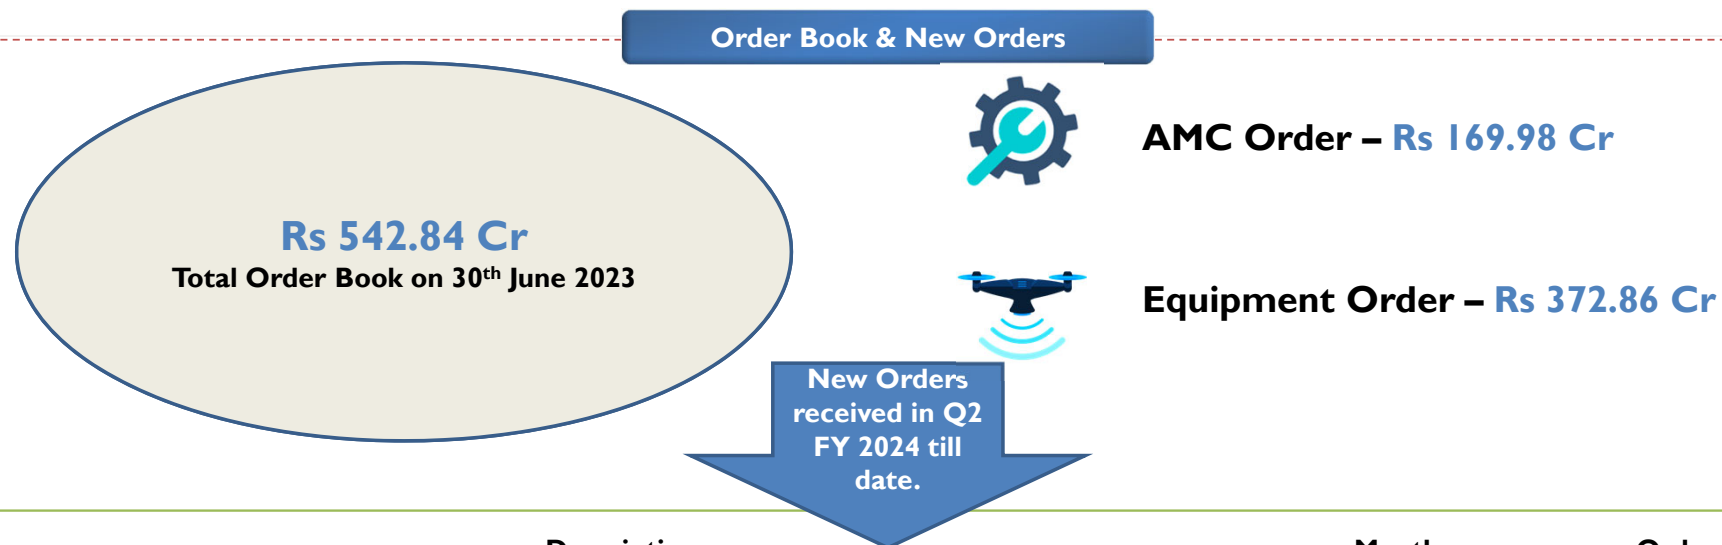 Order Book & New Orders
AMC Order – Rs 169.98 Cr
Rs 542.84 Cr
Total Order Book on 30th June 2023
Equipment Order – Rs 372.86 Cr
New Orders
received in Q2
FY 2024 till
date.